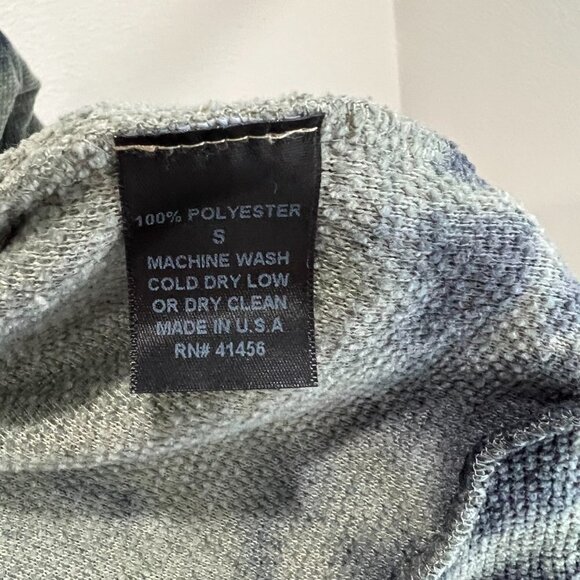 100% POLYESTER
S
MACHINE WASH
COLD DRY LOW
OR DRY CLEAN
MADE IN U.S.A
RN# 41456